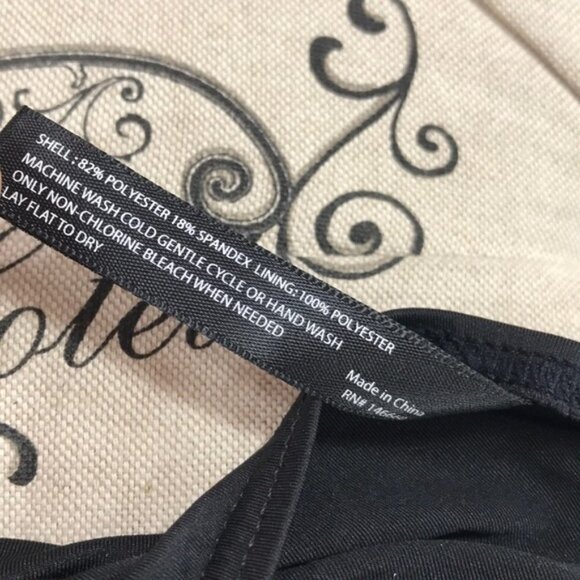 SHELL : 82% POLYESTER 18% SPANDEX LINING : 100% POLYESTER
MACHINE WASH COLD GENTLE CYCLE OR HAND WASH
ONLY NON-CHLORINE BLEACH WHEN NEEDED
LAY FLAT TO DRY
Made in China
RN#